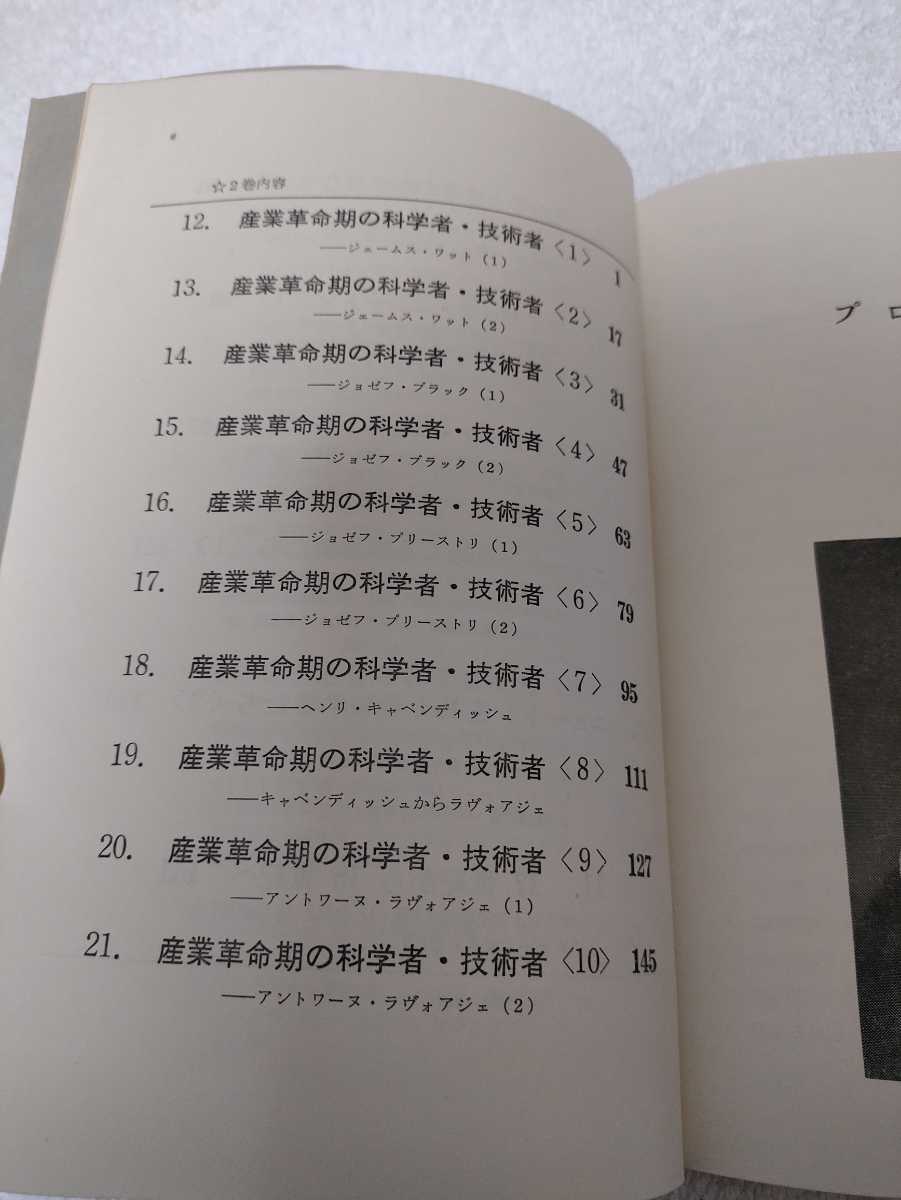 ☆2巻内容
12. 産業革命期の科学者・技術者〈1〉 1
――ジェームス・ワット(1)
13. 産業革命期の科学者・技術者〈2〉 17
――ジェームス・ワット(2)
14. 産業革命期の科学者・技術者〈3〉 31
――ジョゼフ・ブラック(1)
15. 産業革命期の科学者・技術者〈4〉 47
――ジョゼフ・ブラック(2)
16. 産業革命期の科学者・技術者〈5〉 63
――ジョゼフ・プリーストリ(1)
17. 産業革命期の科学者・技術者〈6〉 79
――ジョゼフ・プリーストリ(2)
18. 産業革命期の科学者・技術者〈7〉 95
――ヘンリ・キャベンディッシュ
19. 産業革命期の科学者・技術者〈8〉 111
――キャベンディッシュからラヴォアジェ
20. 産業革命期の科学者・技術者〈9〉 127
――アントワーヌ・ラヴォアジェ(1)
21. 産業革命期の科学者・技術者〈10〉 145
――アントワーヌ・ラヴォアジェ(2)
プロ